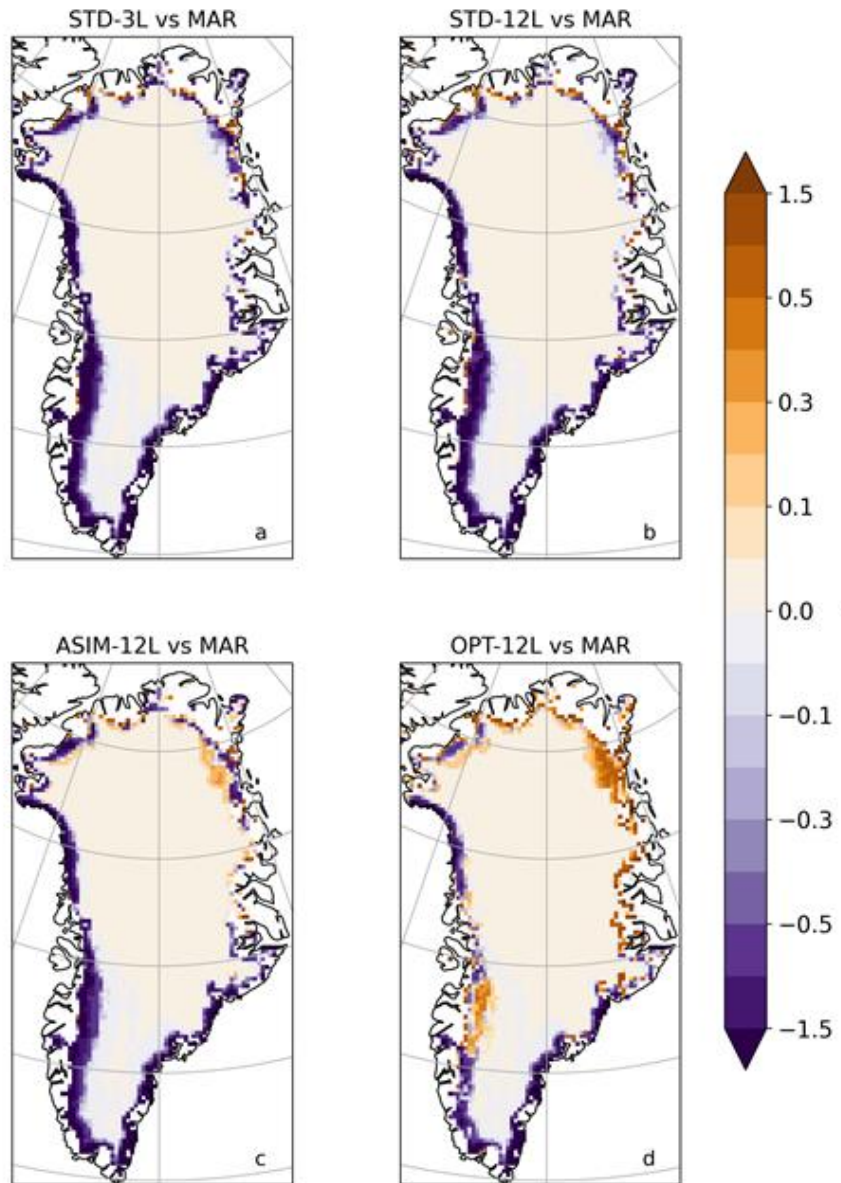 STD-3L vs MAR
STD-12L vs MAR
a
b
ASIM-12L vs MAR
OPT-12L vs MAR
c
d
1.5
0.5
0.3
0.1
0.0
−0.1
−0.3
−0.5
−1.5